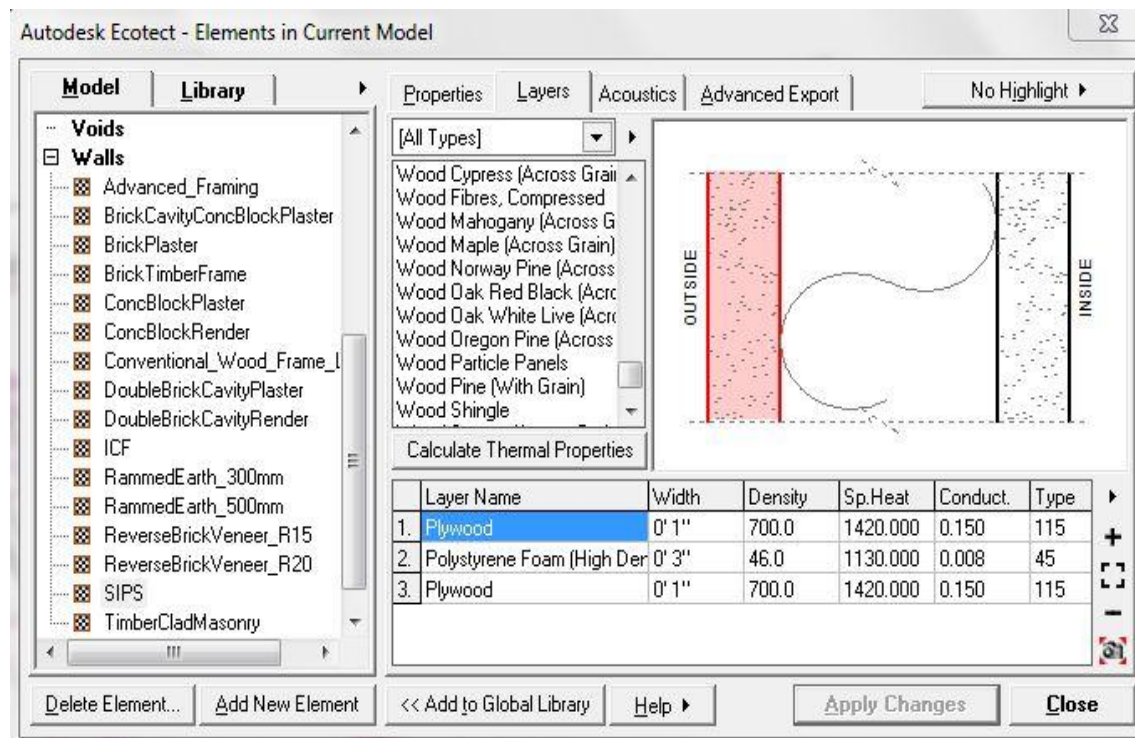 Autodesk Ecotect - Elements in Current Model
Model Library
Voids
Walls
Advanced_Framing
BrickCavityConcBlockPlaster
BrickPlaster
BrickTimberFrame
ConcBlockPlaster
ConcBlockRender
Conventional_Wood_Frame_L
DoubleBrickCavityPlaster
DoubleBrickCavityRender
ICF
RammedEarth_300mm
RammedEarth_500mm
ReverseBrickVeneer_R15
ReverseBrickVeneer_R20
SIPS
TimberCladMasonry
Delete Element... Add New Element
Properties Layers Acoustics Advanced Export No Highlight
[All Types]
Wood Cypress (Across Grain
Wood Fibres, Compressed
Wood Mahogany (Across G
Wood Maple (Across Grain)
Wood Norway Pine (Across
Wood Oak Red Black (Acro
Wood Oak White Live (Acro
Wood Oregon Pine (Across
Wood Particle Panels
Wood Pine (With Grain)
Wood Shingle
Calculate Thermal Properties
OUTSIDE
INSIDE
Layer Name Width Density Sp.Heat Conduct. Type
1. Plywood 0' 1" 700.0 1420.000 0.150 115
2. Polystyrene Foam (High Der 0' 3" 46.0 1130.000 0.008 45
3. Plywood 0' 1" 700.0 1420.000 0.150 115
<< Add to Global Library Help Apply Changes Close